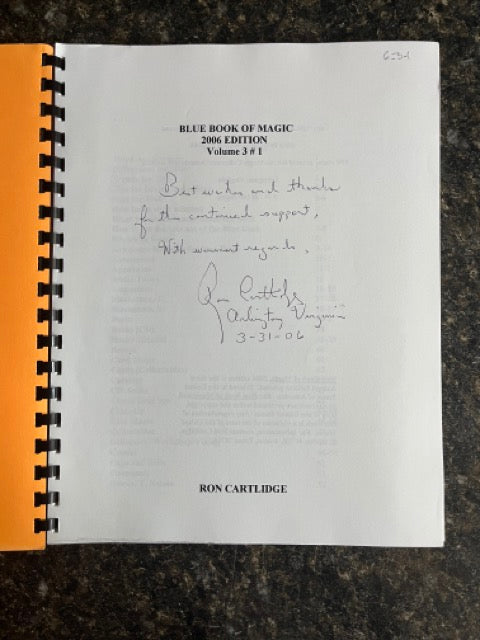 BLUE BOOK OF MAGIC
2006 EDITION
Volume 3 # 1
Best wishes and thanks
for the continued support,
With warmest regards,
Ron Cartlidge
Arlington Virginia
3-31-06
RON CARTLIDGE